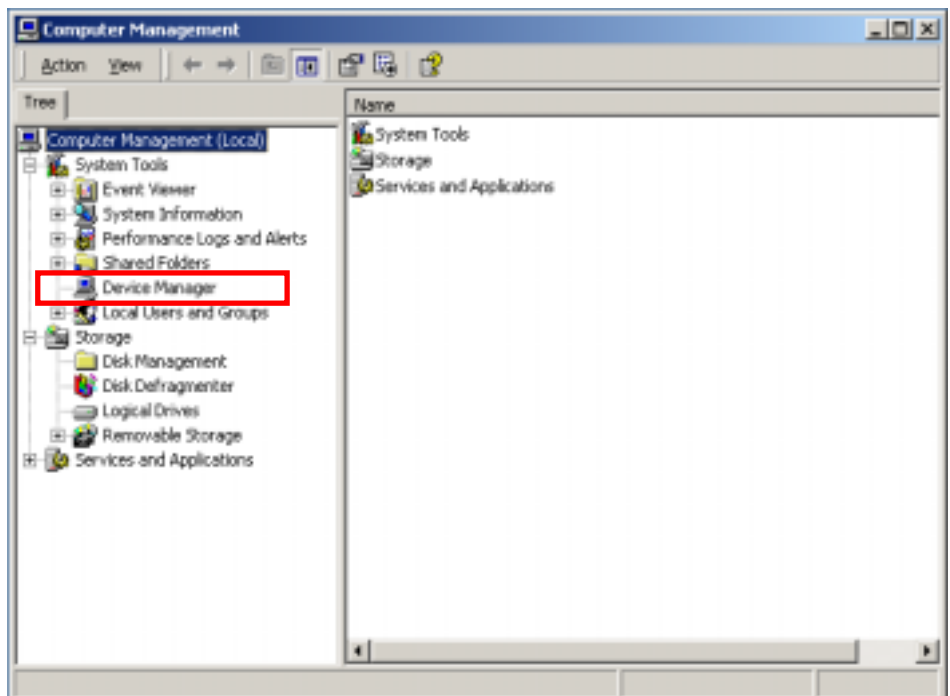 Computer Management
Action View
Tree
Name
Computer Management (Local)
System Tools
Event Viewer
System Information
Performance Logs and Alerts
Shared Folders
Device Manager
Local Users and Groups
Storage
Disk Management
Disk Defragmenter
Logical Drives
Removable Storage
Services and Applications
System Tools
Storage
Services and Applications